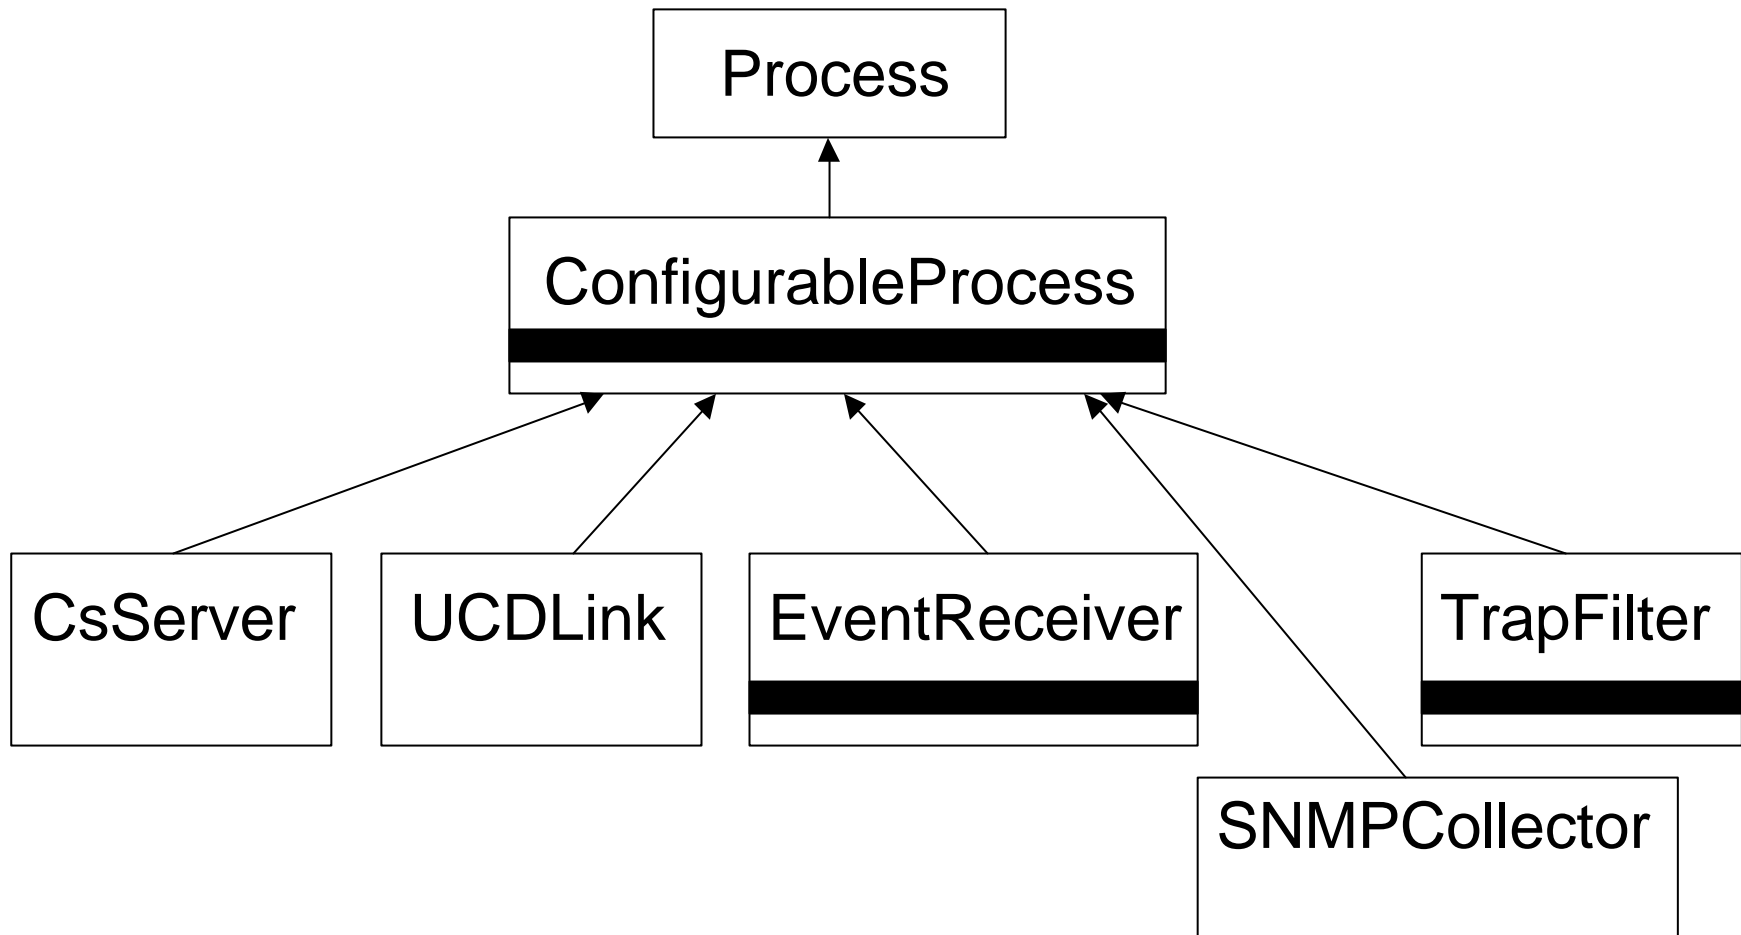 Process
ConfigurableProcess
CsServer
UCDLink
EventReceiver
TrapFilter
SNMPCollector